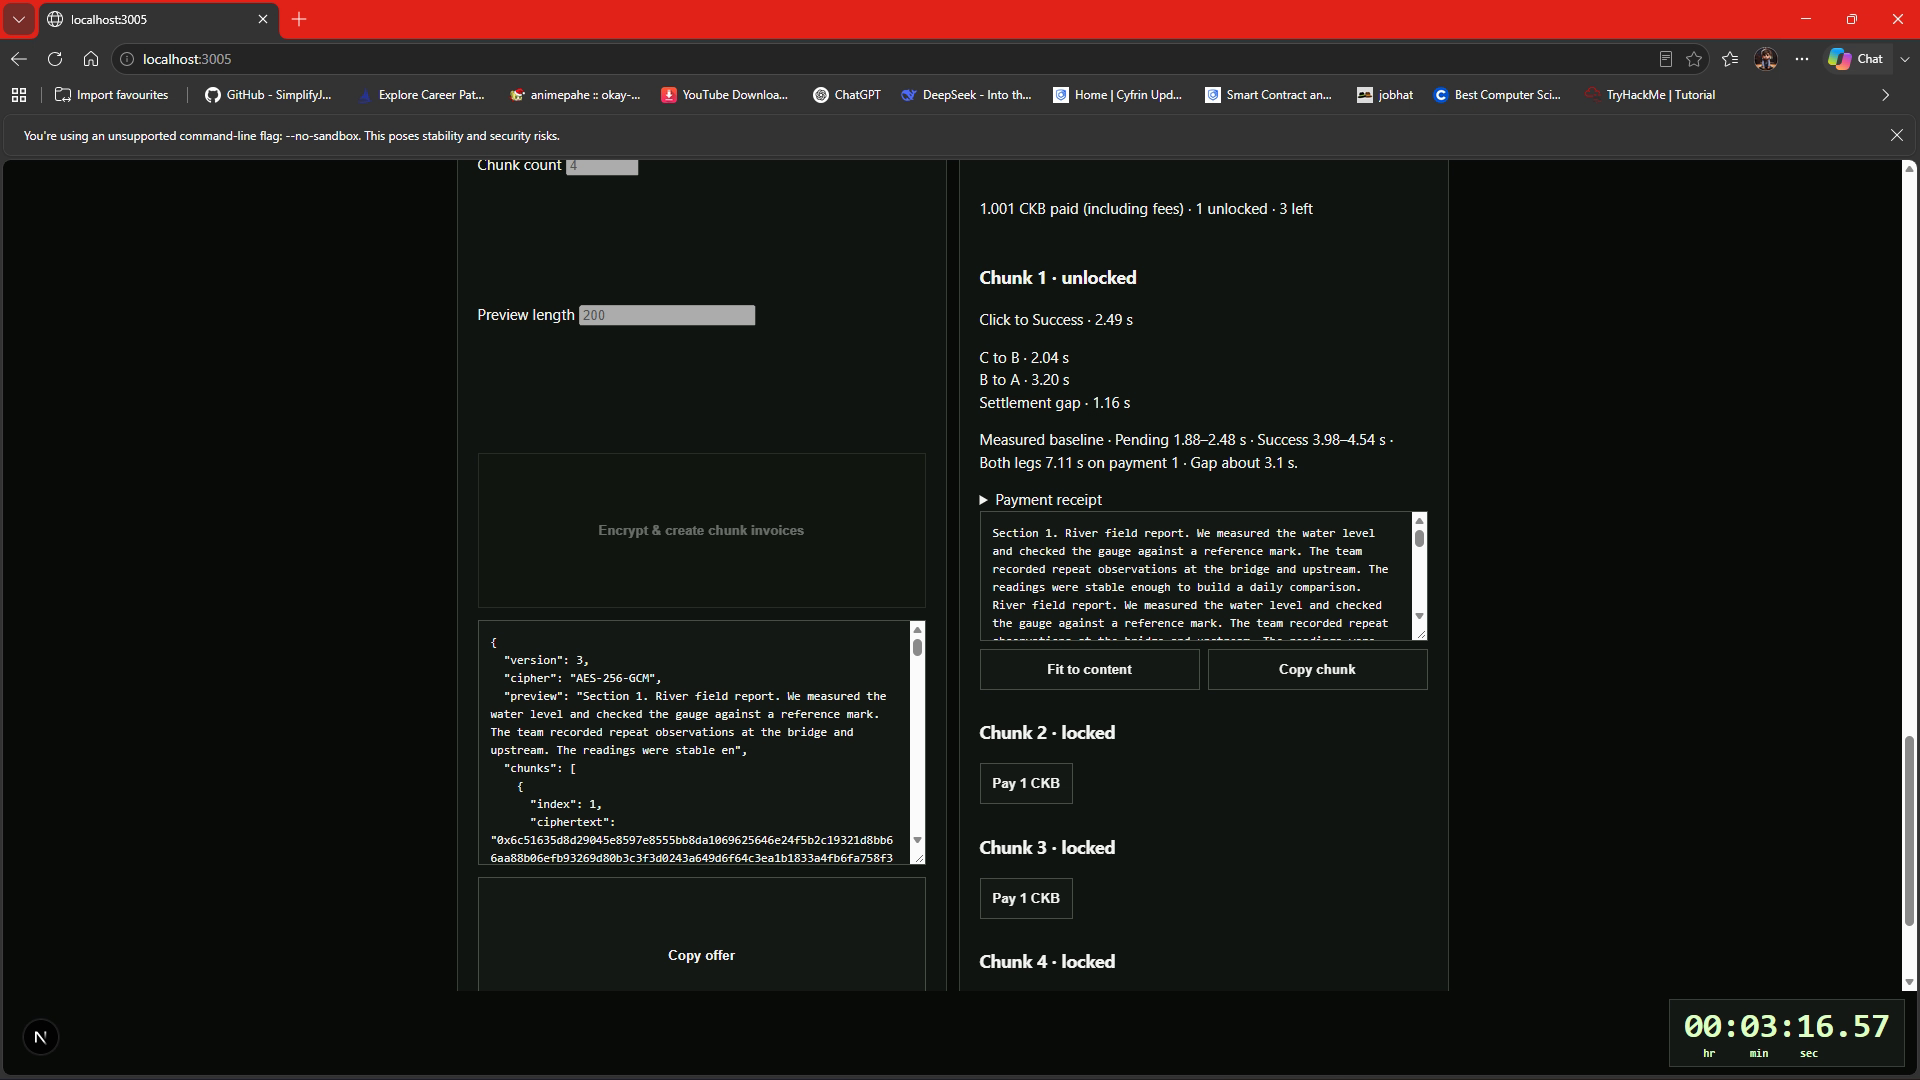 localhost:3005
localhost:3005
Chat
Import favourites
GitHub - SimplifyJ...
Explore Career Pat...
animepahe :: okay-...
YouTube Downloa...
ChatGPT
DeepSeek - Into th...
Home | Cyfrin Upd...
Smart Contract an...
jobhat
Best Computer Sci...
TryHackMe | Tutorial
You're using an unsupported command-line flag: --no-sandbox. This poses stability and security risks.
Chunk count 4
Preview length 200
Encrypt & create chunk invoices
{
"version": 3,
"cipher": "AES-256-GCM",
"preview": "Section 1. River field report. We measured the
water level and checked the gauge against a reference mark.
The team recorded repeat observations at the bridge and
upstream. The readings were stable en",
"chunks": [
{
"index": 1,
"ciphertext":
"0x6c51635d8d29045e8597e8555bb8da1069625646e24f5b2c19321d8bb6
6aa88b06efb93269d80b3c3f3d0243a649d6f64c3ea1b1833a4fb6fa758f3
Copy offer
1.001 CKB paid (including fees) · 1 unlocked · 3 left
Chunk 1 · unlocked
Click to Success · 2.49 s
C to B · 2.04 s
B to A · 3.20 s
Settlement gap · 1.16 s
Measured baseline · Pending 1.88–2.48 s · Success 3.98–4.54 s ·
Both legs 7.11 s on payment 1 · Gap about 3.1 s.
Payment receipt
Section 1. River field report. We measured the water level
and checked the gauge against a reference mark. The team
recorded repeat observations at the bridge and upstream. The
readings were stable enough to build a daily comparison.
River field report. We measured the water level and checked
the gauge against a reference mark. The team recorded repeat
observations at the bridge and upstream. The readings were
Fit to content
Copy chunk
Chunk 2 · locked
Pay 1 CKB
Chunk 3 · locked
Pay 1 CKB
Chunk 4 · locked
N
00:03:16.57
hr min sec